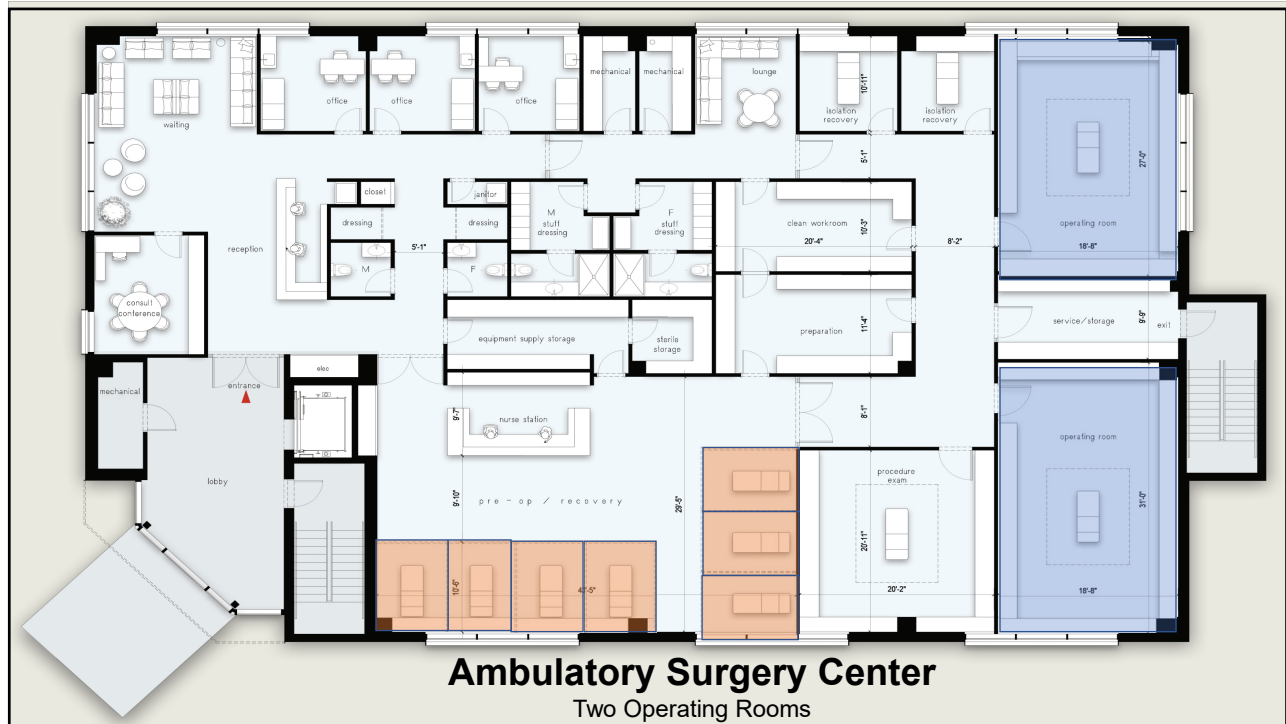 waiting
office
office
office
mechanical
mechanical
lounge
10'-11"
isolation
recovery
isolation
recovery
27'-0"
operating room
18'-8"
5'-1"
closet
janitor
dressing
dressing
M
stuff
dressing
F
stuff
dressing
clean workroom
20'-4"
10'-3"
8'-2"
reception
5'-1"
M
F
consult
conference
equipment supply storage
sterile
storage
preparation
11'-4"
service/storage
9'-9"
exit
mechanical
entrance
elec
lobby
nurse station
9'-7"
8'-1"
operating room
31'-0"
18'-8"
pre-op / recovery
9'-10"
29'-5"
procedure
exam
20'-11"
20'-2"
10'-6"
Ambulatory Surgery Center
Two Operating Rooms